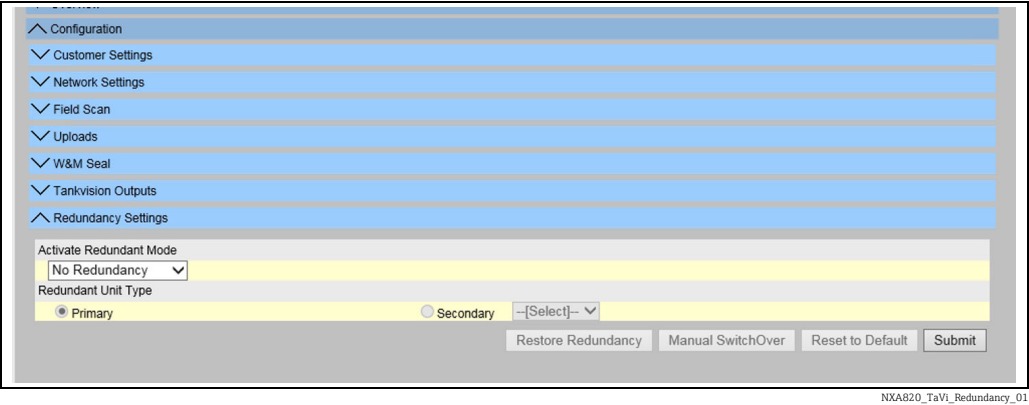 Overview
Configuration
Customer Settings
Network Settings
Field Scan
Uploads
W&M Seal
Tankvision Outputs
Redundancy Settings
Activate Redundant Mode
No Redundancy
Redundant Unit Type
Primary Secondary --[Select]--
Restore Redundancy Manual SwitchOver Reset to Default Submit
NXA820_TaVi_Redundancy_01